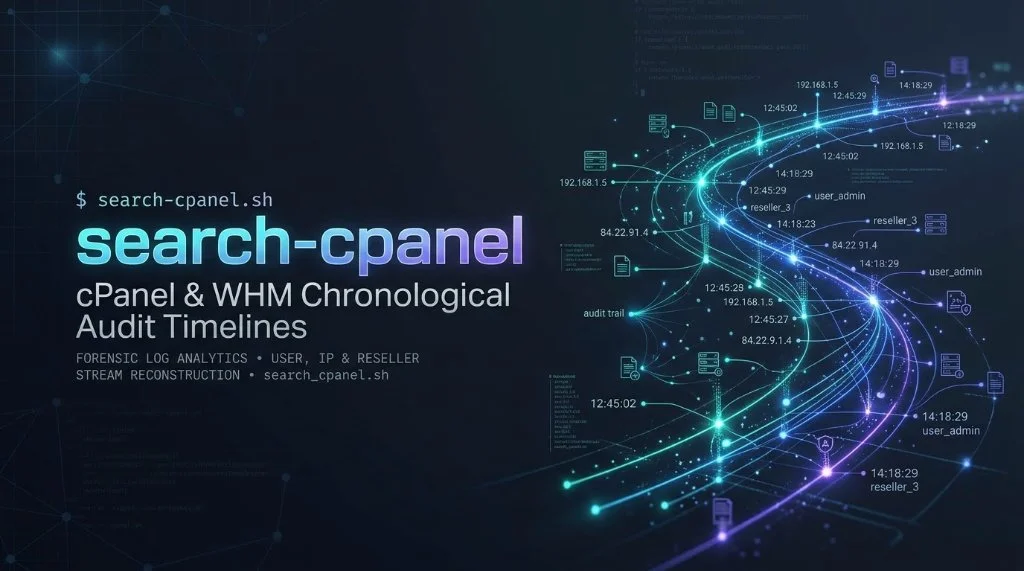 $ search-cpanel.sh
search-cpanel
cPanel & WHM Chronological
Audit Timelines
FORENSIC LOG ANALYTICS • USER, IP & RESELLER
STREAM RECONSTRUCTION • search_cpanel.sh
192.168.1.5
14:18:29
12:45:29
12:45:02
12:18:29
192.168.1.5
12:45:02
14:18:29
192.168.1.5
12:45:29
user_admin
reseller_3
reseller_3
14:18:23
84.22.91.4
84.22.91.4
14:18:29
user_admin
12:45:28
192.168.1.5
audit trail
12:45:27
84.22.9.1.4
12:45:02
14:18:29
user_admin
14:18:29
reseller_3